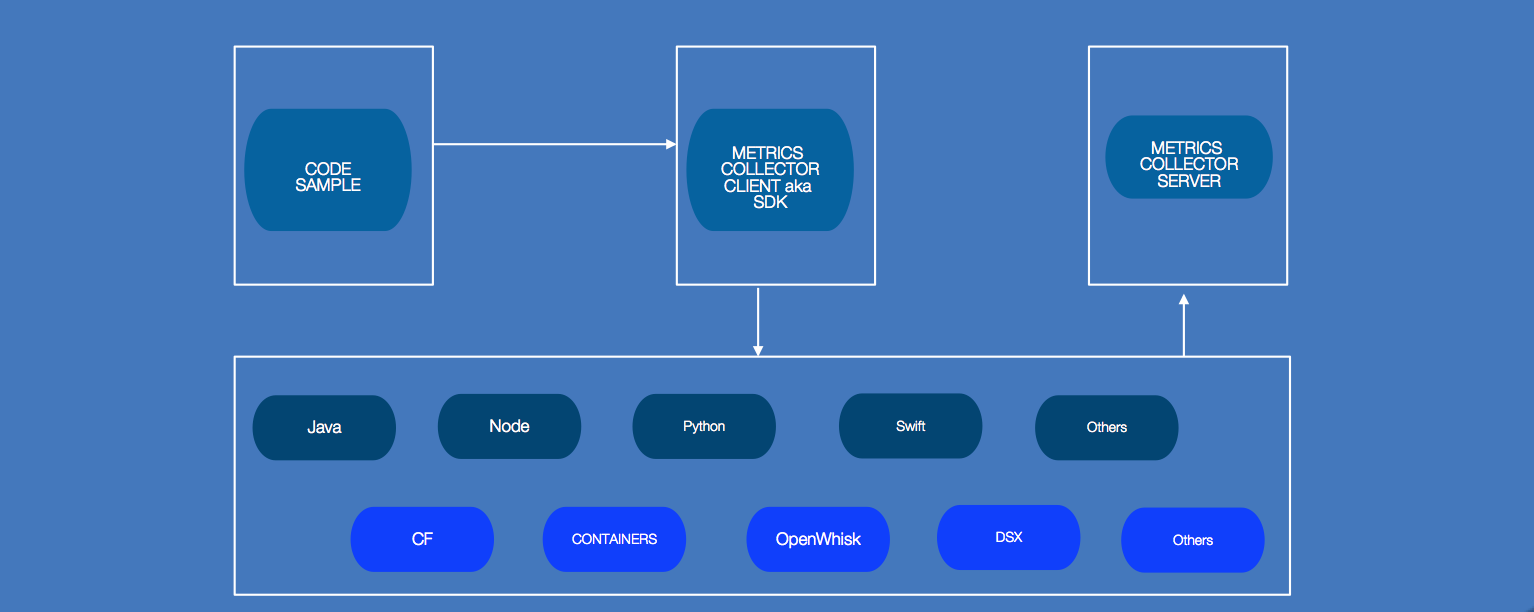 CODE
SAMPLE
METRICS
COLLECTOR
CLIENT aka
SDK
METRICS
COLLECTOR
SERVER
Java
Node
Python
Swift
Others
CF
CONTAINERS
OpenWhisk
DSX
Others